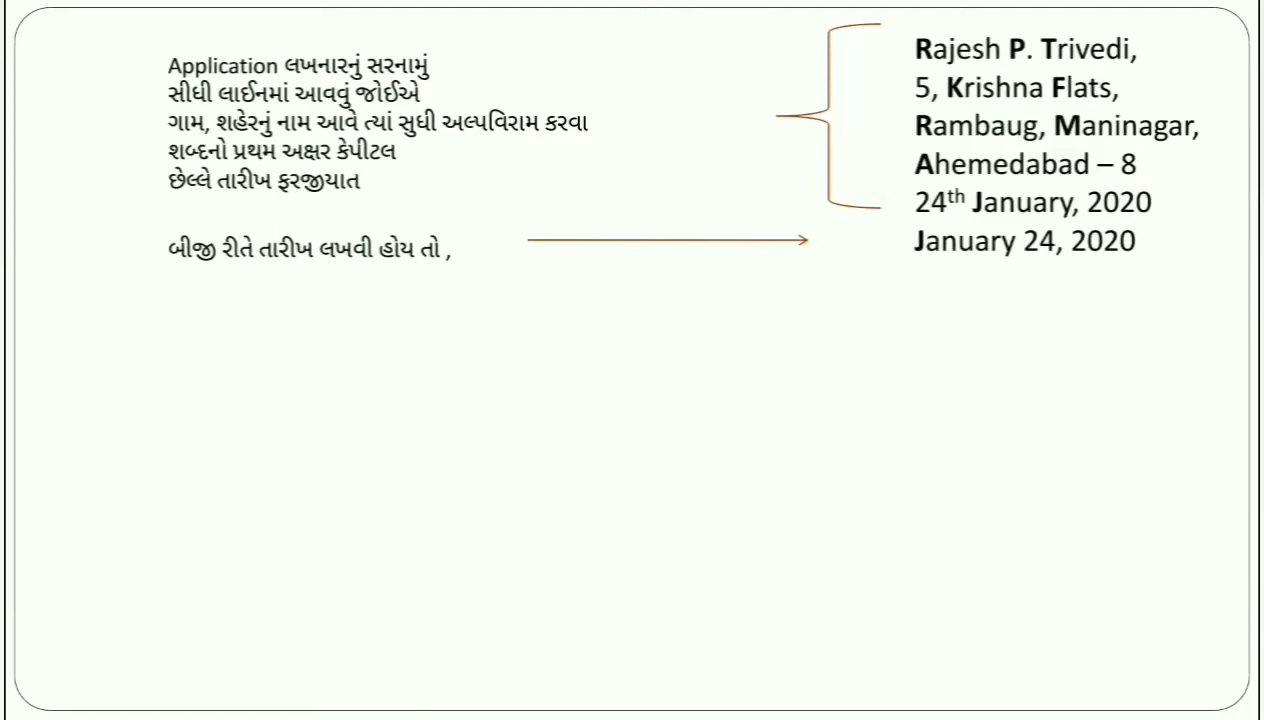 Application લખનારનું સરનામું
સીધી લાઈનમાં આવવું જોઈએ
ગામ, શહેરનું નામ આવે ત્યાં સુધી અલ્પવિરામ કરવા
શબ્દનો પ્રથમ અક્ષર કેપીટલ
છેલ્લે તારીખ ફરજીયાત
બીજી રીતે તારીખ લખવી હોય તો ,
Rajesh P. Trivedi,
5, Krishna Flats,
Rambaug, Maninagar,
Ahemedabad – 8
24th January, 2020
January 24, 2020